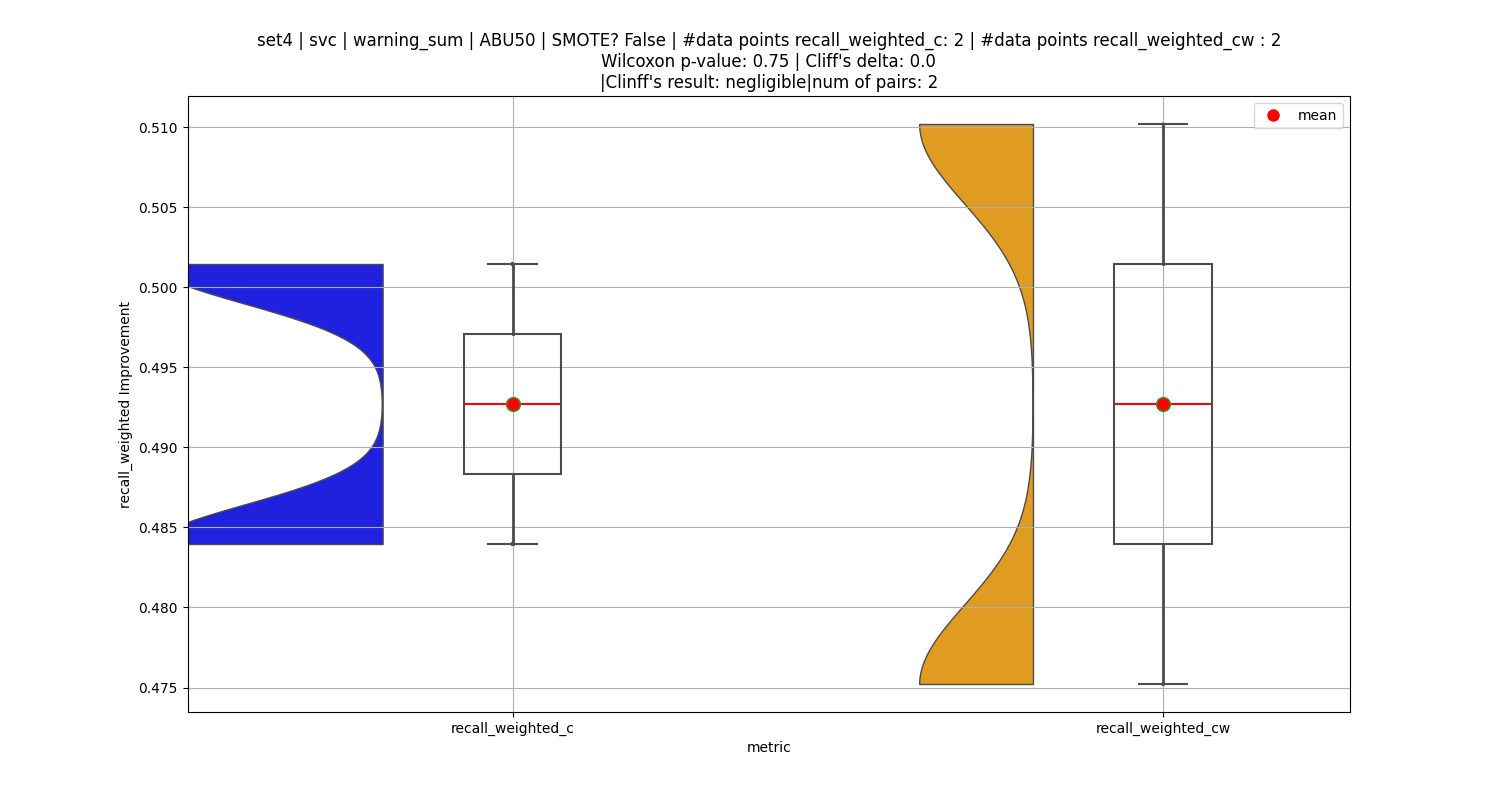 set4 | svc | warning_sum | ABU50 | SMOTE? False | #data points recall_weighted_c: 2 | #data points recall_weighted_cw : 2
Wilcoxon p-value: 0.75 | Cliff's delta: 0.0
|Clinff's result: negligible|num of pairs: 2
mean
0.510
0.505
0.500
0.495
0.490
0.485
0.480
0.475
recall_weighted Improvement
recall_weighted_c
recall_weighted_cw
metric